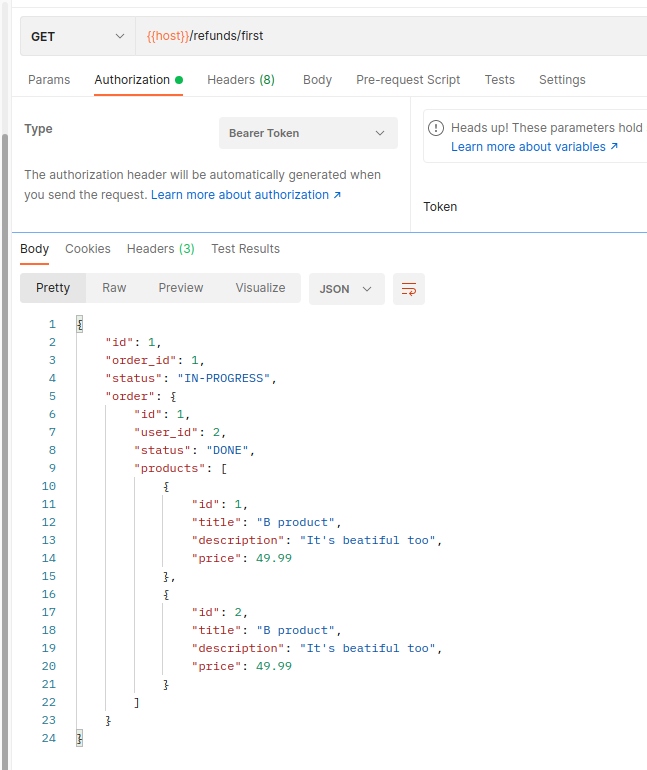 GET {{host}}/refunds/first
Params Authorization Headers (8) Body Pre-request Script Tests Settings
Type Bearer Token
The authorization header will be automatically generated when
you send the request. Learn more about authorization ↗
Heads up! These parameters hold
Learn more about variables ↗
Token
Body Cookies Headers (3) Test Results
Pretty Raw Preview Visualize JSON
1 {
2 "id": 1,
3 "order_id": 1,
4 "status": "IN-PROGRESS",
5 "order": {
6 "id": 1,
7 "user_id": 2,
8 "status": "DONE",
9 "products": [
10 {
11 "id": 1,
12 "title": "B product",
13 "description": "It's beatiful too",
14 "price": 49.99
15 },
16 {
17 "id": 2,
18 "title": "B product",
19 "description": "It's beatiful too",
20 "price": 49.99
21 }
22 ]
23 }
24 }